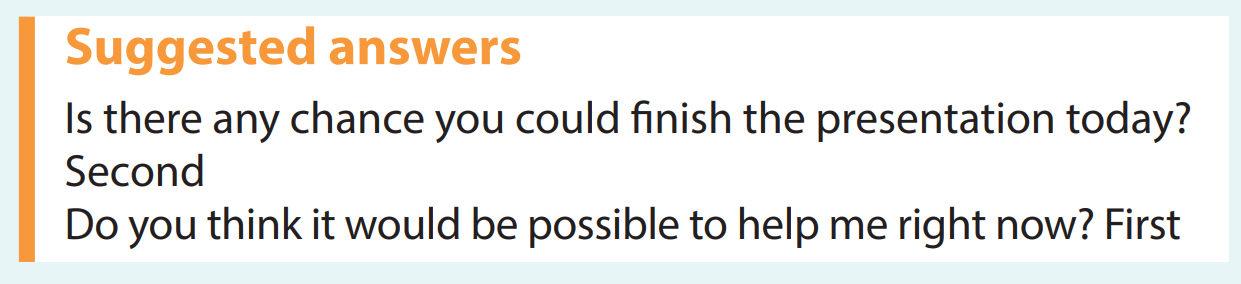 Suggested answers
Is there any chance you could finish the presentation today?
Second
Do you think it would be possible to help me right now? First